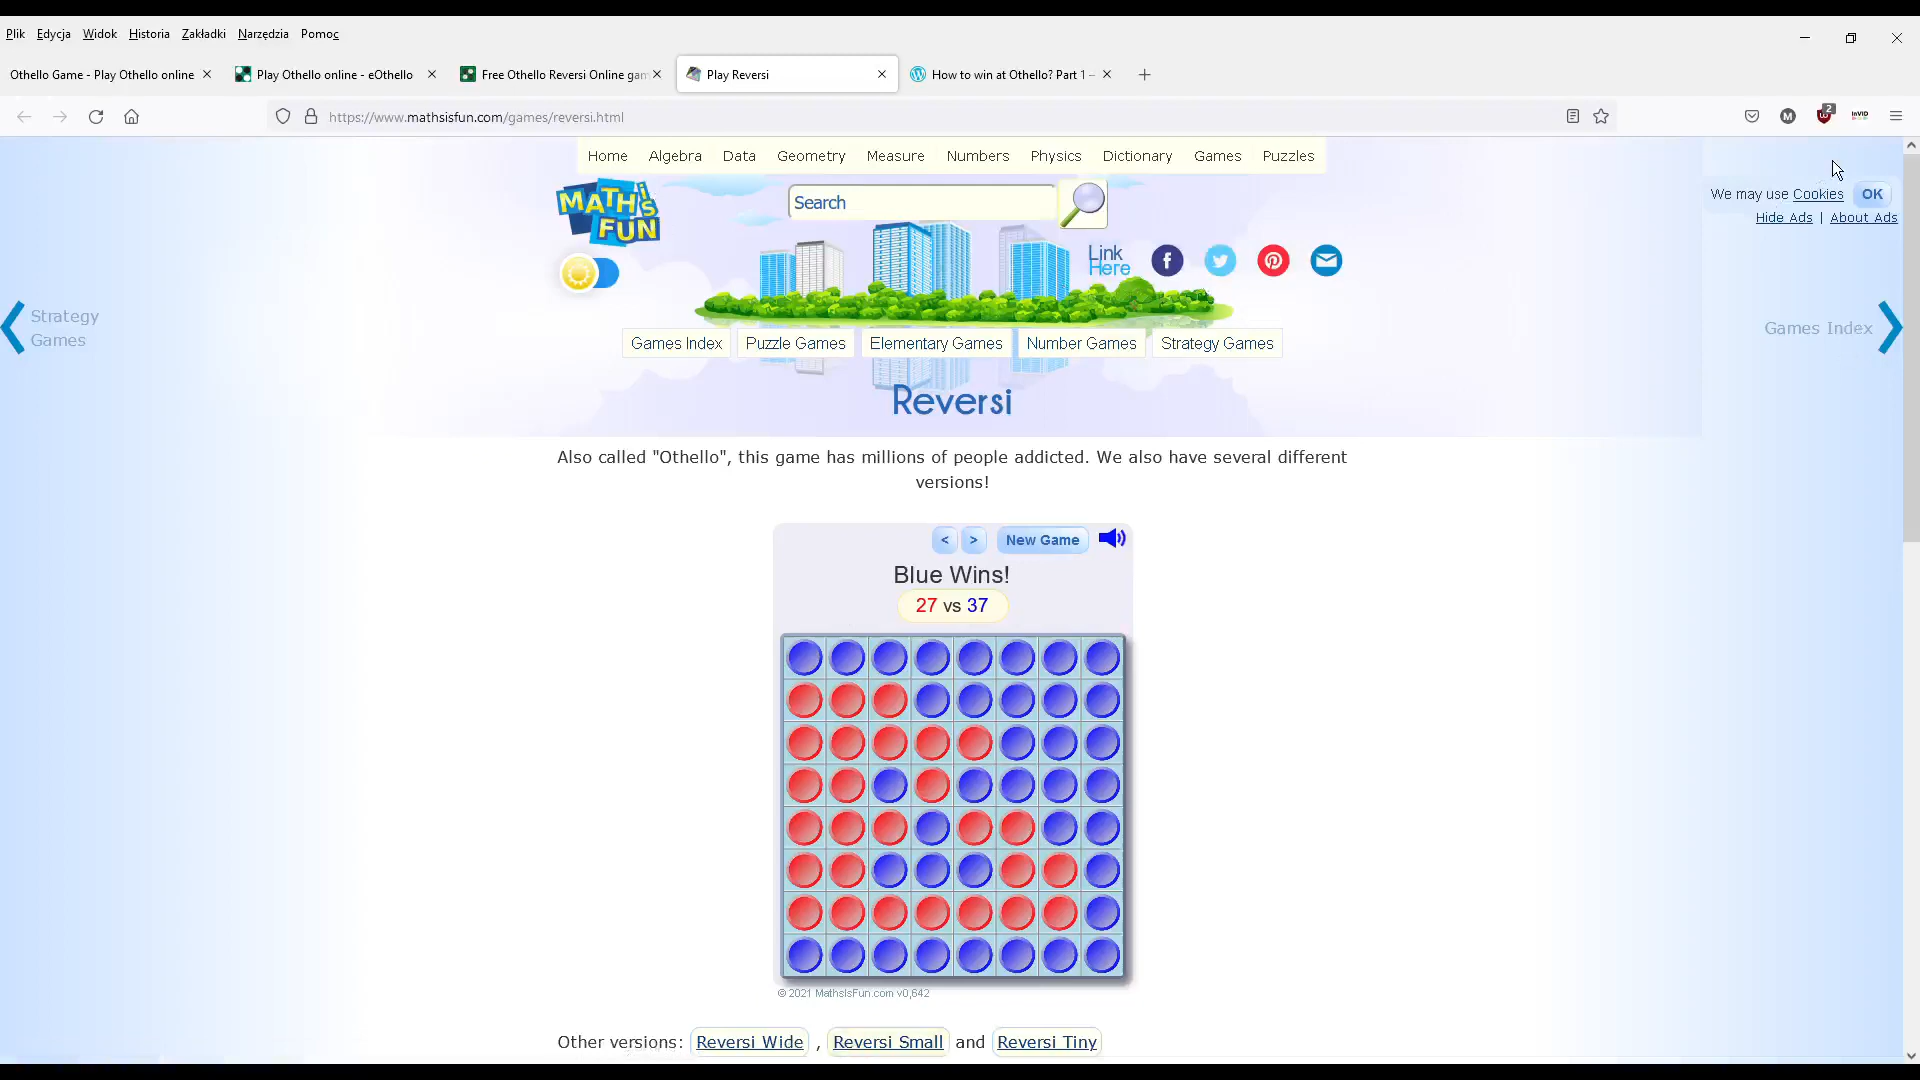 Plik Edycja Widok Historia Zakładki Narzędzia Pomoc
Othello Game - Play Othello online
Play Othello online - eOthello
Free Othello Reversi Online gam
Play Reversi
How to win at Othello? Part 1 –
https://www.mathsisfun.com/games/reversi.html
M
2
InVID
Home Algebra Data Geometry Measure Numbers Physics Dictionary Games Puzzles
MATHS iS FUN
Search
We may use Cookies OK
Hide Ads | About Ads
Link Here
Strategy
Games
Games Index
Games Index Puzzle Games Elementary Games Number Games Strategy Games
Reversi
Also called "Othello", this game has millions of people addicted. We also have several different
versions!
< > New Game
Blue Wins!
27 vs 37
© 2021 MathsIsFun.com v0,642
Other versions: Reversi Wide , Reversi Small and Reversi Tiny